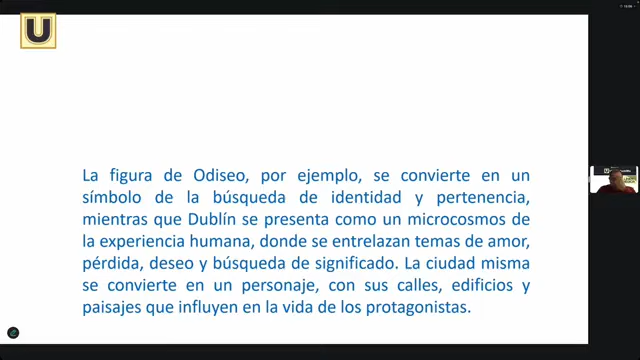 U
La figura de Odiseo, por ejemplo, se convierte en un
símbolo de la búsqueda de identidad y pertenencia,
mientras que Dublín se presenta como un microcosmos de
la experiencia humana, donde se entrelazan temas de amor,
pérdida, deseo y búsqueda de significado. La ciudad misma
se convierte en un personaje, con sus calles, edificios y
paisajes que influyen en la vida de los protagonistas.